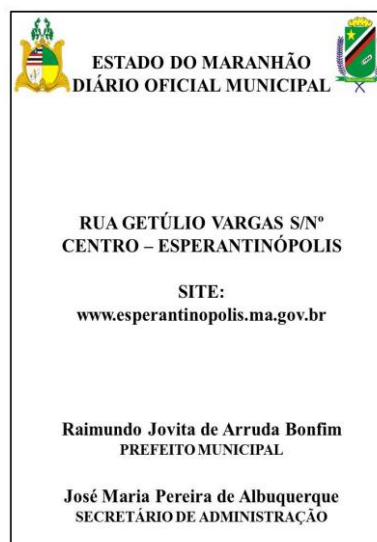 ESTADO DO MARANHÃO
DIÁRIO OFICIAL MUNICIPAL
RUA GETÚLIO VARGAS S/Nº
CENTRO – ESPERANTINÓPOLIS
SITE:
www.esperantinopolis.ma.gov.br
Raimundo Jovita de Arruda Bonfim
PREFEITO MUNICIPAL
José Maria Pereira de Albuquerque
SECRETÁRIO DE ADMINISTRAÇÃO